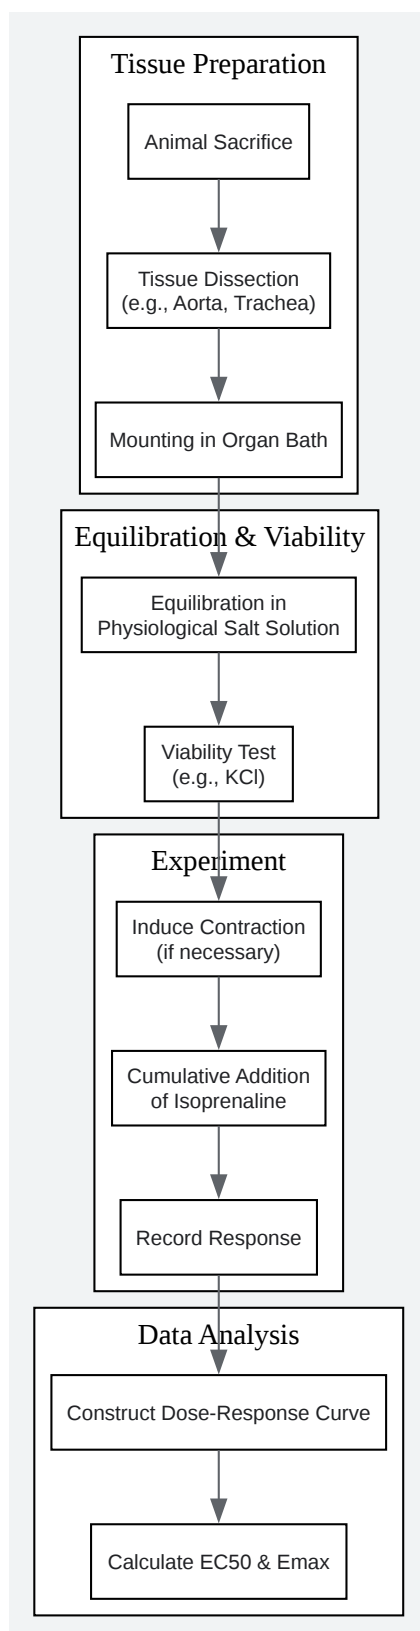 Tissue Preparation
Animal Sacrifice
Tissue Dissection
(e.g., Aorta, Trachea)
Mounting in Organ Bath
Equilibration & Viability
Equilibration in
Physiological Salt Solution
Viability Test
(e.g., KCl)
Experiment
Induce Contraction
(if necessary)
Cumulative Addition
of Isoprenaline
Record Response
Data Analysis
Construct Dose-Response Curve
Calculate EC50 & Emax